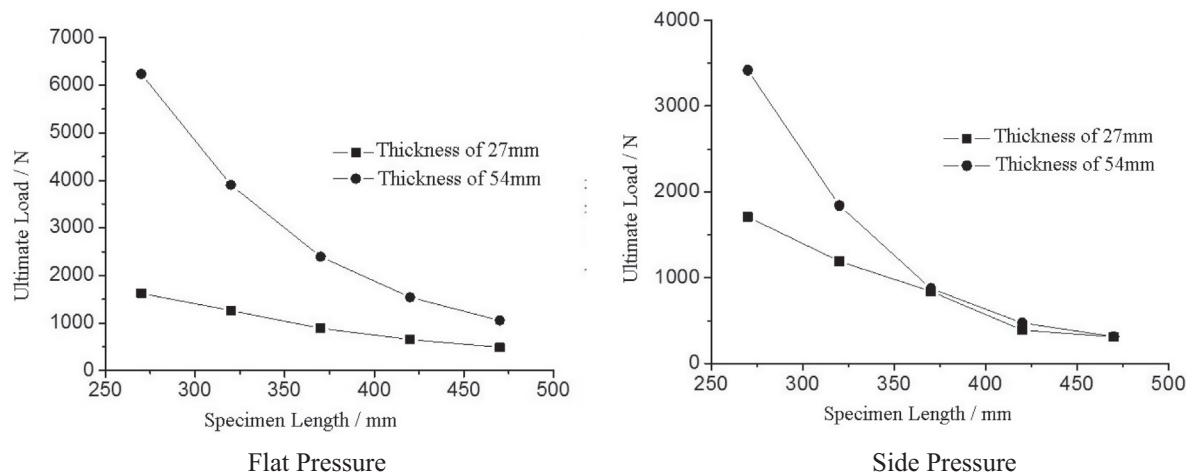 7000
6000
5000
4000
3000
2000
1000
0
250
300
350
400
450
500
Ultimate Load / N
Specimen Length / mm
Thickness of 27mm
Thickness of 54mm
Flat Pressure
4000
3000
2000
1000
0
250
300
350
400
450
500
Ultimate Load / N
Specimen Length / mm
Thickness of 27mm
Thickness of 54mm
Side Pressure